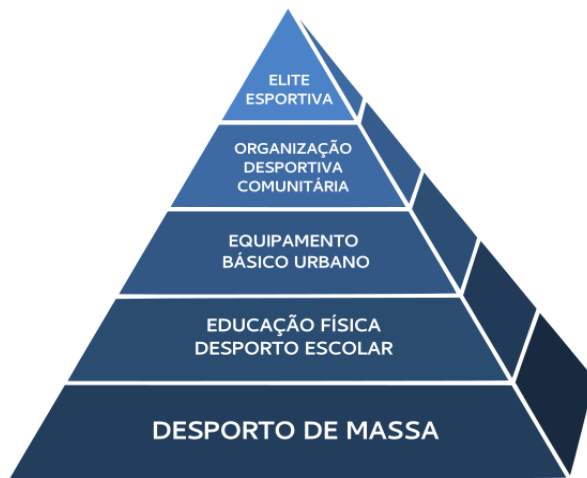 ELITE
ESPORTIVA
ORGANIZAÇÃO
DESPORTIVA
COMUNITÁRIA
EQUIPAMENTO
BÁSICO URBANO
EDUCAÇÃO FÍSICA
DESPORTO ESCOLAR
DESPORTO DE MASSA